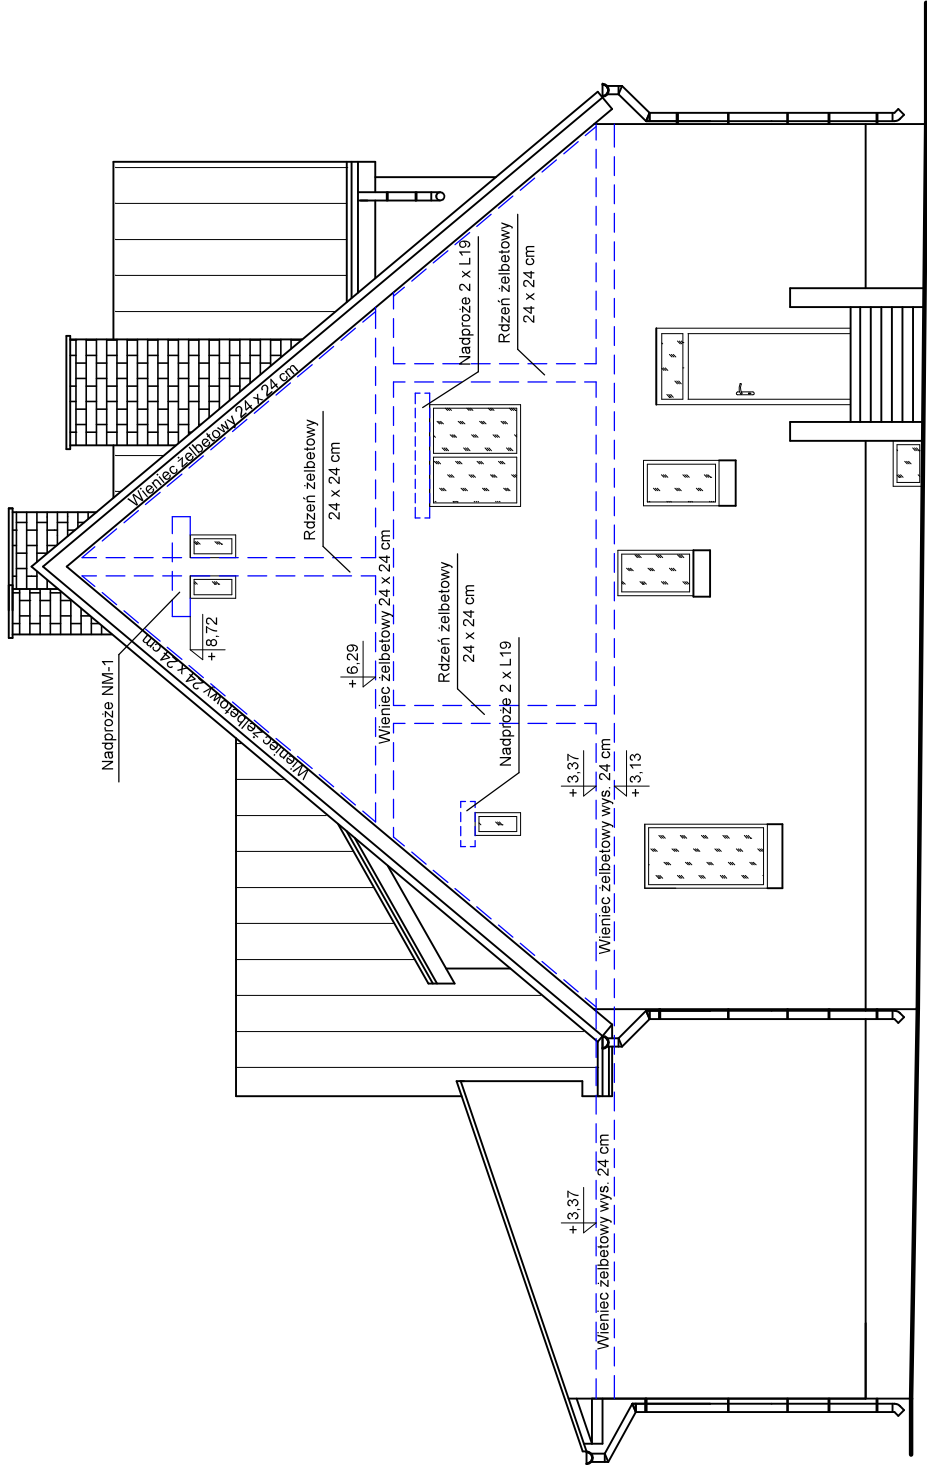 Nadproże NM-1
Wieniec żelbetowy 24 x 24 cm
Wieniec żelbetowy 24 x 24 cm
+8,72
Rdzeń żelbetowy
24 x 24 cm
+6,29
Wieniec żelbetowy 24 x 24 cm
Nadproże 2 x L19
Rdzeń żelbetowy
24 x 24 cm
Rdzeń żelbetowy
24 x 24 cm
Nadproże 2 x L19
+3,37
Wieniec żelbetowy wys. 24 cm
+3,13
+3,37
Wieniec żelbetowy wys. 24 cm